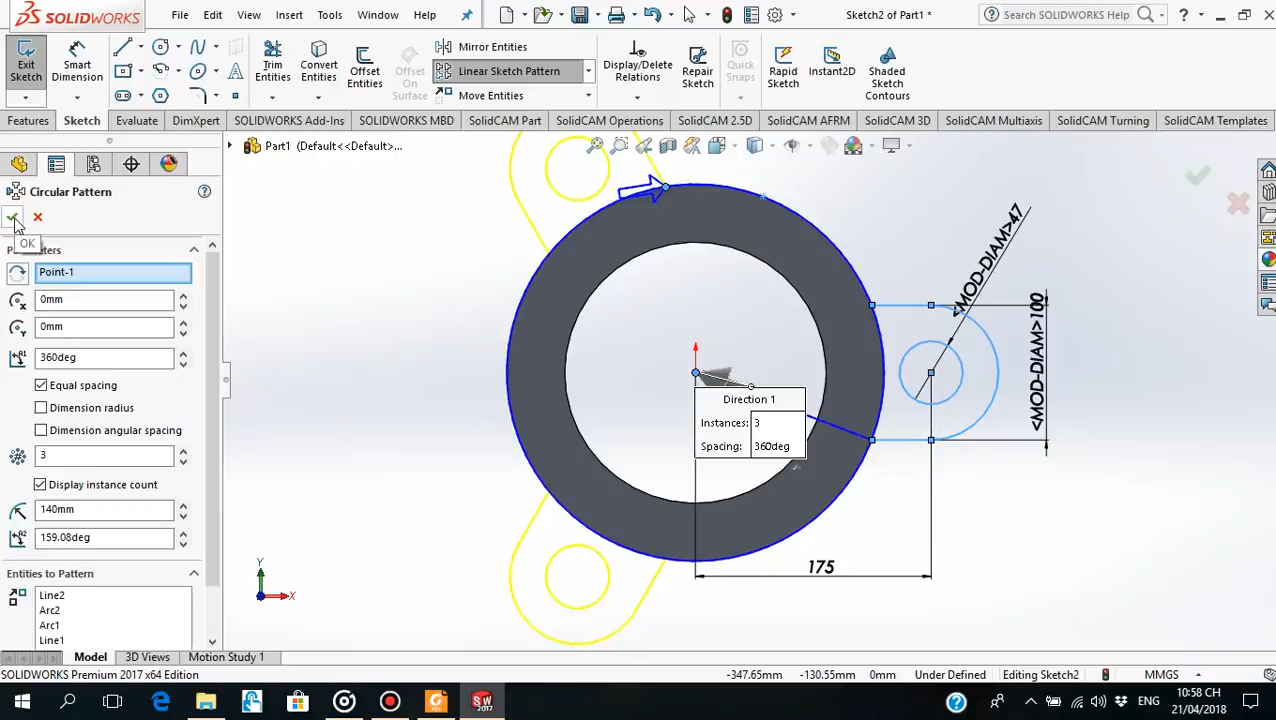 SOLIDWORKS File Edit View Insert Tools Window Help Sketch2 of Part1 * Search SOLIDWORKS Help ?
Exit Sketch
Smart Dimension
Trim Entities
Convert Entities
Offset Entities
Offset On Surface
Mirror Entities
Linear Sketch Pattern
Move Entities
Display/Delete Relations
Repair Sketch
Quick Snaps
Rapid Sketch
Instant2D
Shaded Sketch Contours
Features Sketch Evaluate DimXpert SOLIDWORKS Add-Ins SOLIDWORKS MBD SolidCAM Part SolidCAM Operations SolidCAM 2.5D SolidCAM AFRM SolidCAM 3D SolidCAM Multiaxis SolidCAM Turning SolidCAM Templates
Part1 (Default<<Default>...
Circular Pattern
OK
Parameters
Point-1
0mm
0mm
360deg
Equal spacing
Dimension radius
Dimension angular spacing
3
Display instance count
140mm
159.08deg
Entities to Pattern
Line2
Arc2
Arc1
Line1
<MOD-DIAM>47
<MOD-DIAM>100
175
Direction 1
Instances: 3
Spacing: 360deg
Y
X
Model 3D Views Motion Study 1
SOLIDWORKS Premium 2017 x64 Edition -347.65mm -130.55mm 0mm Under Defined Editing Sketch2 MMGS
SW 2017
ENG
10:58 CH
21/04/2018